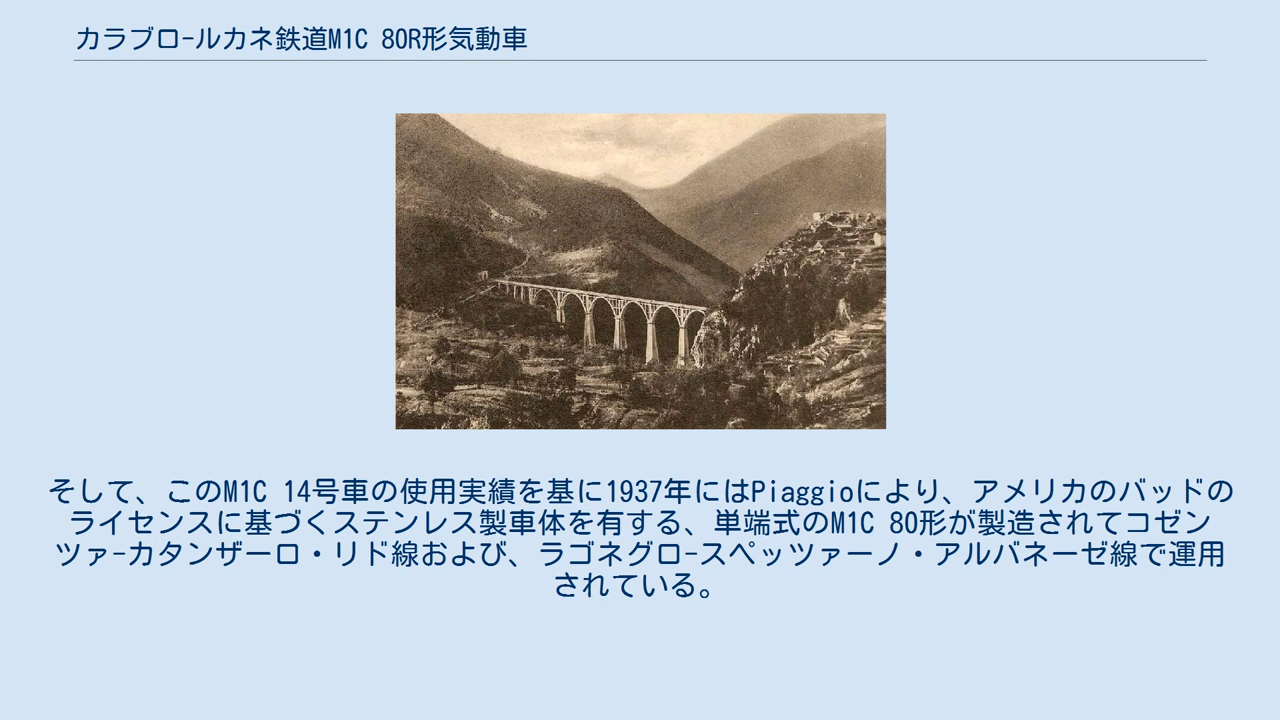 カラブロ-ルカネ鉄道M1C 80R形気動車
そして、このM1C 14号車の使用実績を基に1937年にはPiaggioにより、アメリカのバッドの
ライセンスに基づくステンレス製車体を有する、単端式のM1C 80形が製造されてコゼン
ツァ-カタンザーロ・リド線および、ラゴネグロ-スペッツァーノ・アルバネーゼ線で運用
されている。